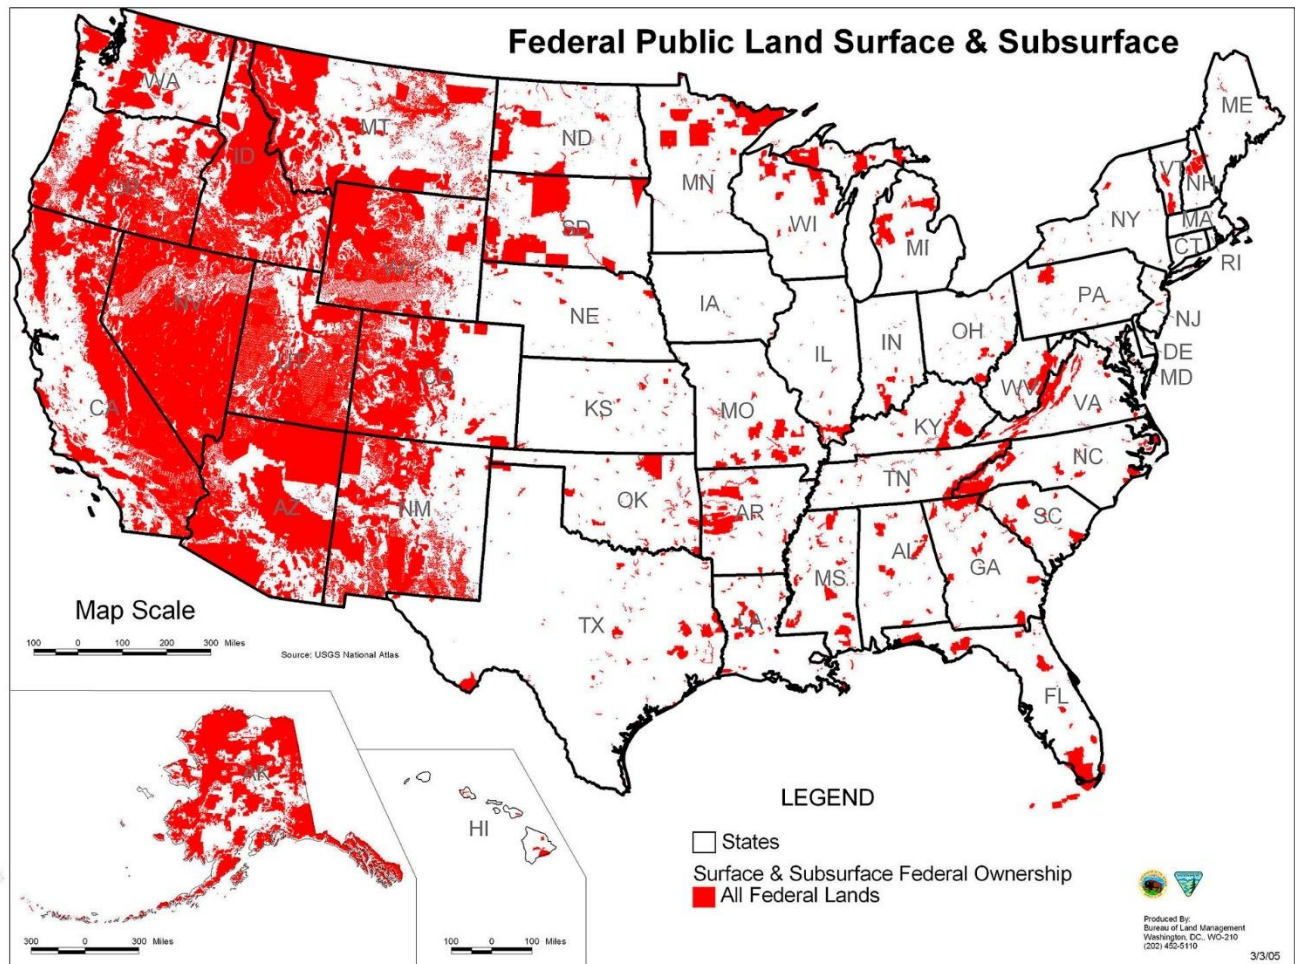 Federal Public Land Surface & Subsurface
WA
MT
ND
MN
ME
OR
ID
SD
WI
MI
VT
NH
NY
MA
CT
RI
WY
NV
NE
IA
PA
NJ
UT
CO
IL
IN
OH
DE
MD
CA
KS
MO
WV
VA
KY
AZ
NM
OK
AR
TN
NC
SC
MS
AL
GA
TX
LA
FL
Map Scale
100 0 100 200 300 Miles
Source: USGS National Atlas
AK
HI
300 0 300 Miles
100 0 100 Miles
LEGEND
States
Surface & Subsurface Federal Ownership
All Federal Lands
Produced By:
Bureau of Land Management
Washington, DC., WO-210
(202) 452-5110
3/3/05